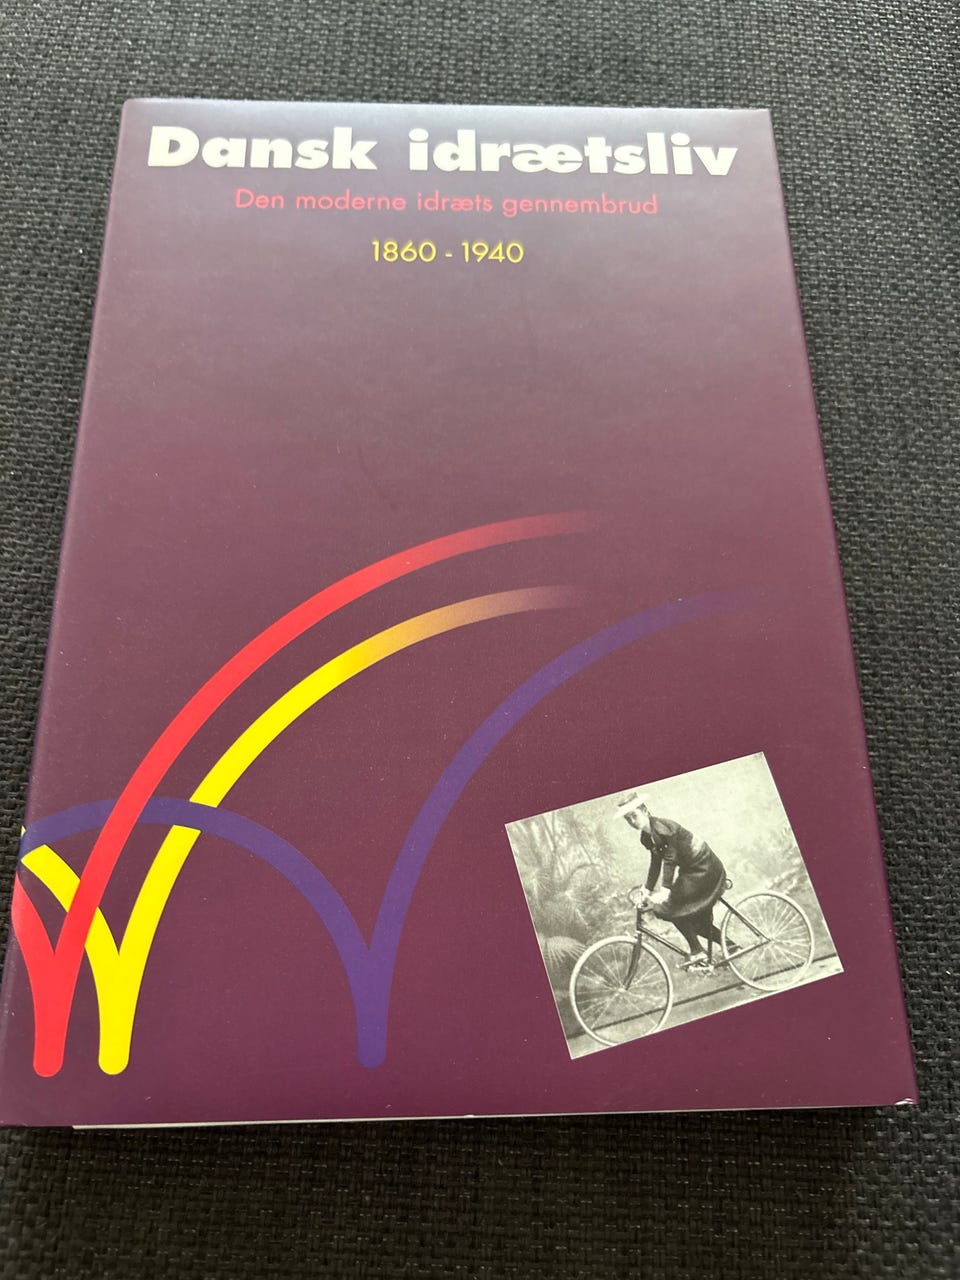 Dansk idrætsliv
Den moderne idræts gennembrud
1860 - 1940